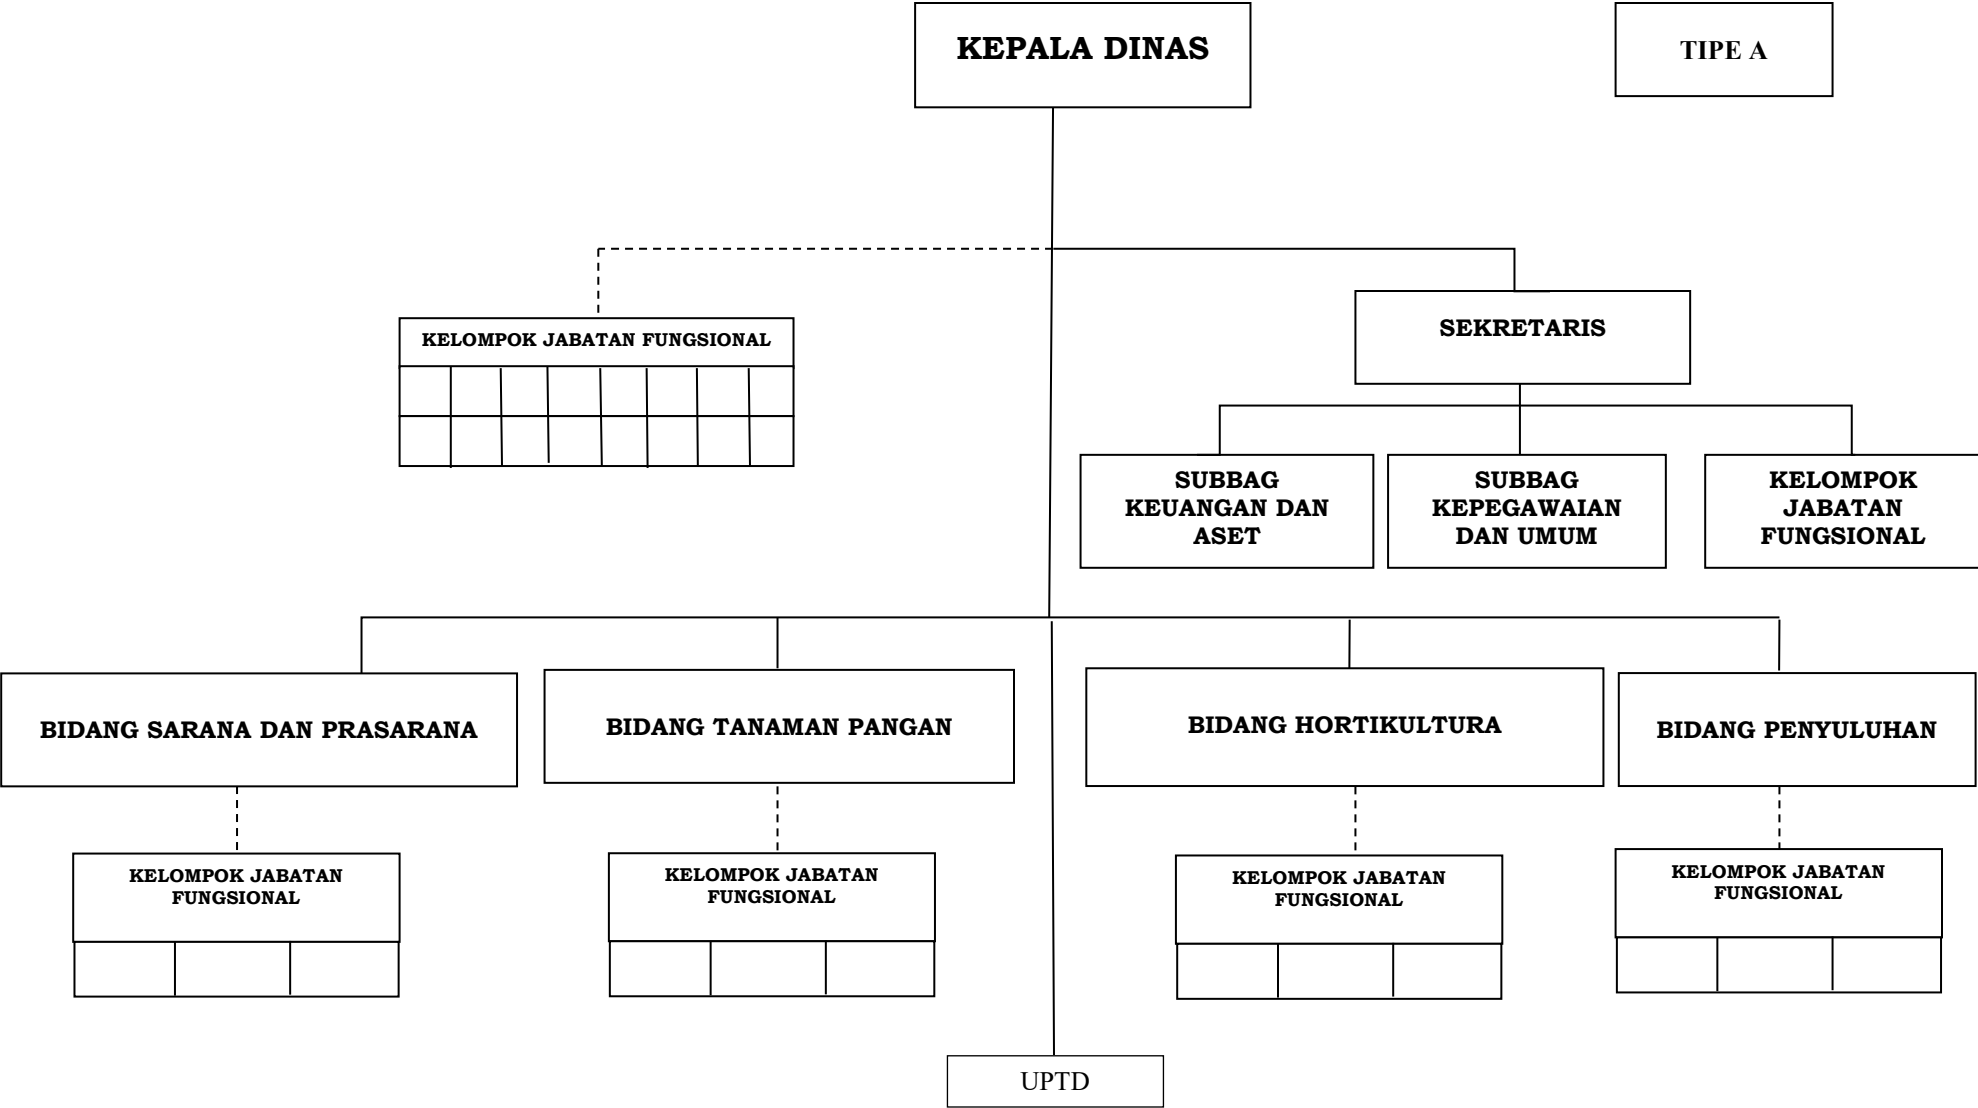 KEPALA DINAS
TIPE A
KELOMPOK JABATAN FUNGSIONAL
SEKRETARIS
SUBBAG
KEUANGAN DAN
ASET
SUBBAG
KEPEGAWAIAN
DAN UMUM
KELOMPOK
JABATAN
FUNGSIONAL
BIDANG SARANA DAN PRASARANA
BIDANG TANAMAN PANGAN
BIDANG HORTIKULTURA
BIDANG PENYULUHAN
KELOMPOK JABATAN
FUNGSIONAL
KELOMPOK JABATAN
FUNGSIONAL
KELOMPOK JABATAN
FUNGSIONAL
KELOMPOK JABATAN
FUNGSIONAL
UPTD